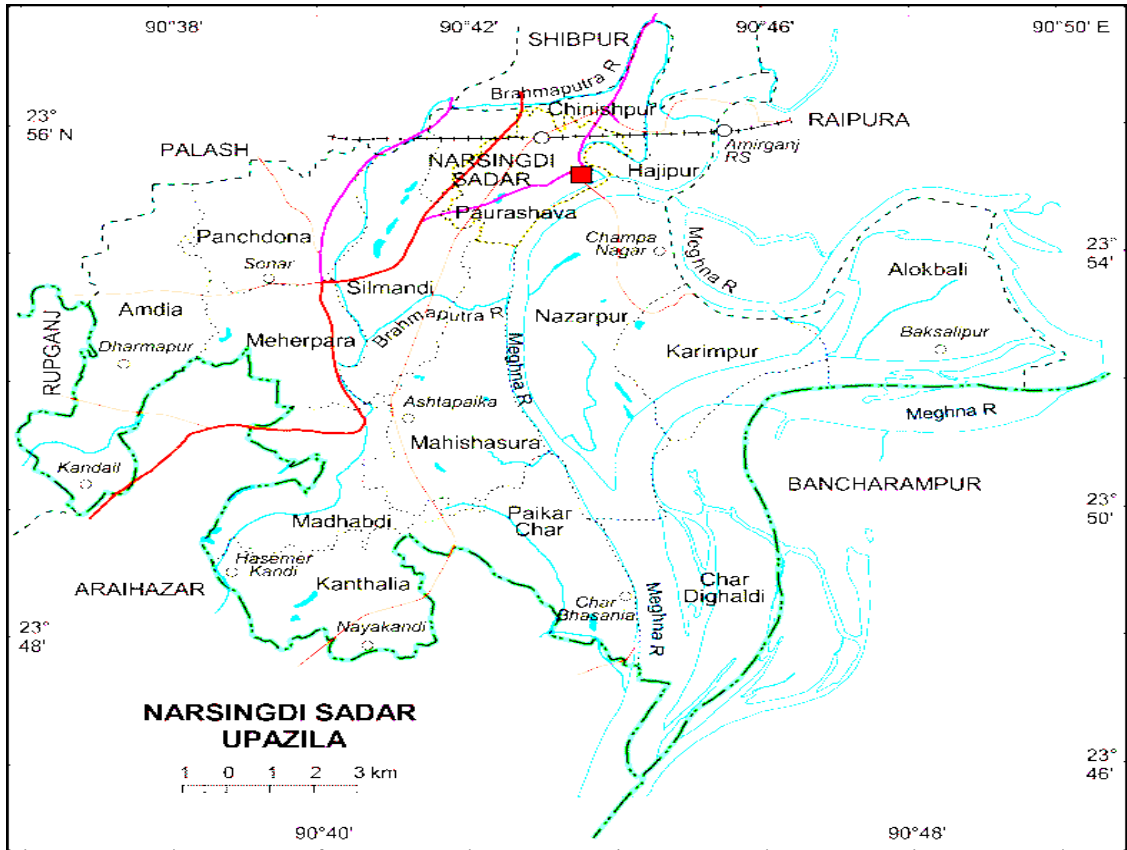 90°38'
90°42'
90°46'
90°50' E
SHIBPUR
Brahmaputra R
Chinishpur
23°
56' N
RAIPURA
Amirganj
RS
PALASH
NARSINGDI
SADAR
Hajipur
Paurashava
Panchdona
Champa
Nagar
Meghna R
23°
54'
Sonar
Alokbali
Silmandi
Amdia
Brahmaputra R
Nazarpur
RUPGANJ
Dharmapur
Meherpara
Meghna R
Karimpur
Baksalipur
Ashtapaika
Meghna R
Mahishasura
Kandail
BANCHARAMPUR
23°
50'
Madhabdi
Paikar
Char
Hasemer
Kandi
ARAIHAZAR
Kanthalia
Char
Dighaldi
Char
Bhasania
Meghna R
23°
48'
Nayakandi
NARSINGDI SADAR
UPAZILA
1 0 1 2 3 km
23°
46'
90°40'
90°48'